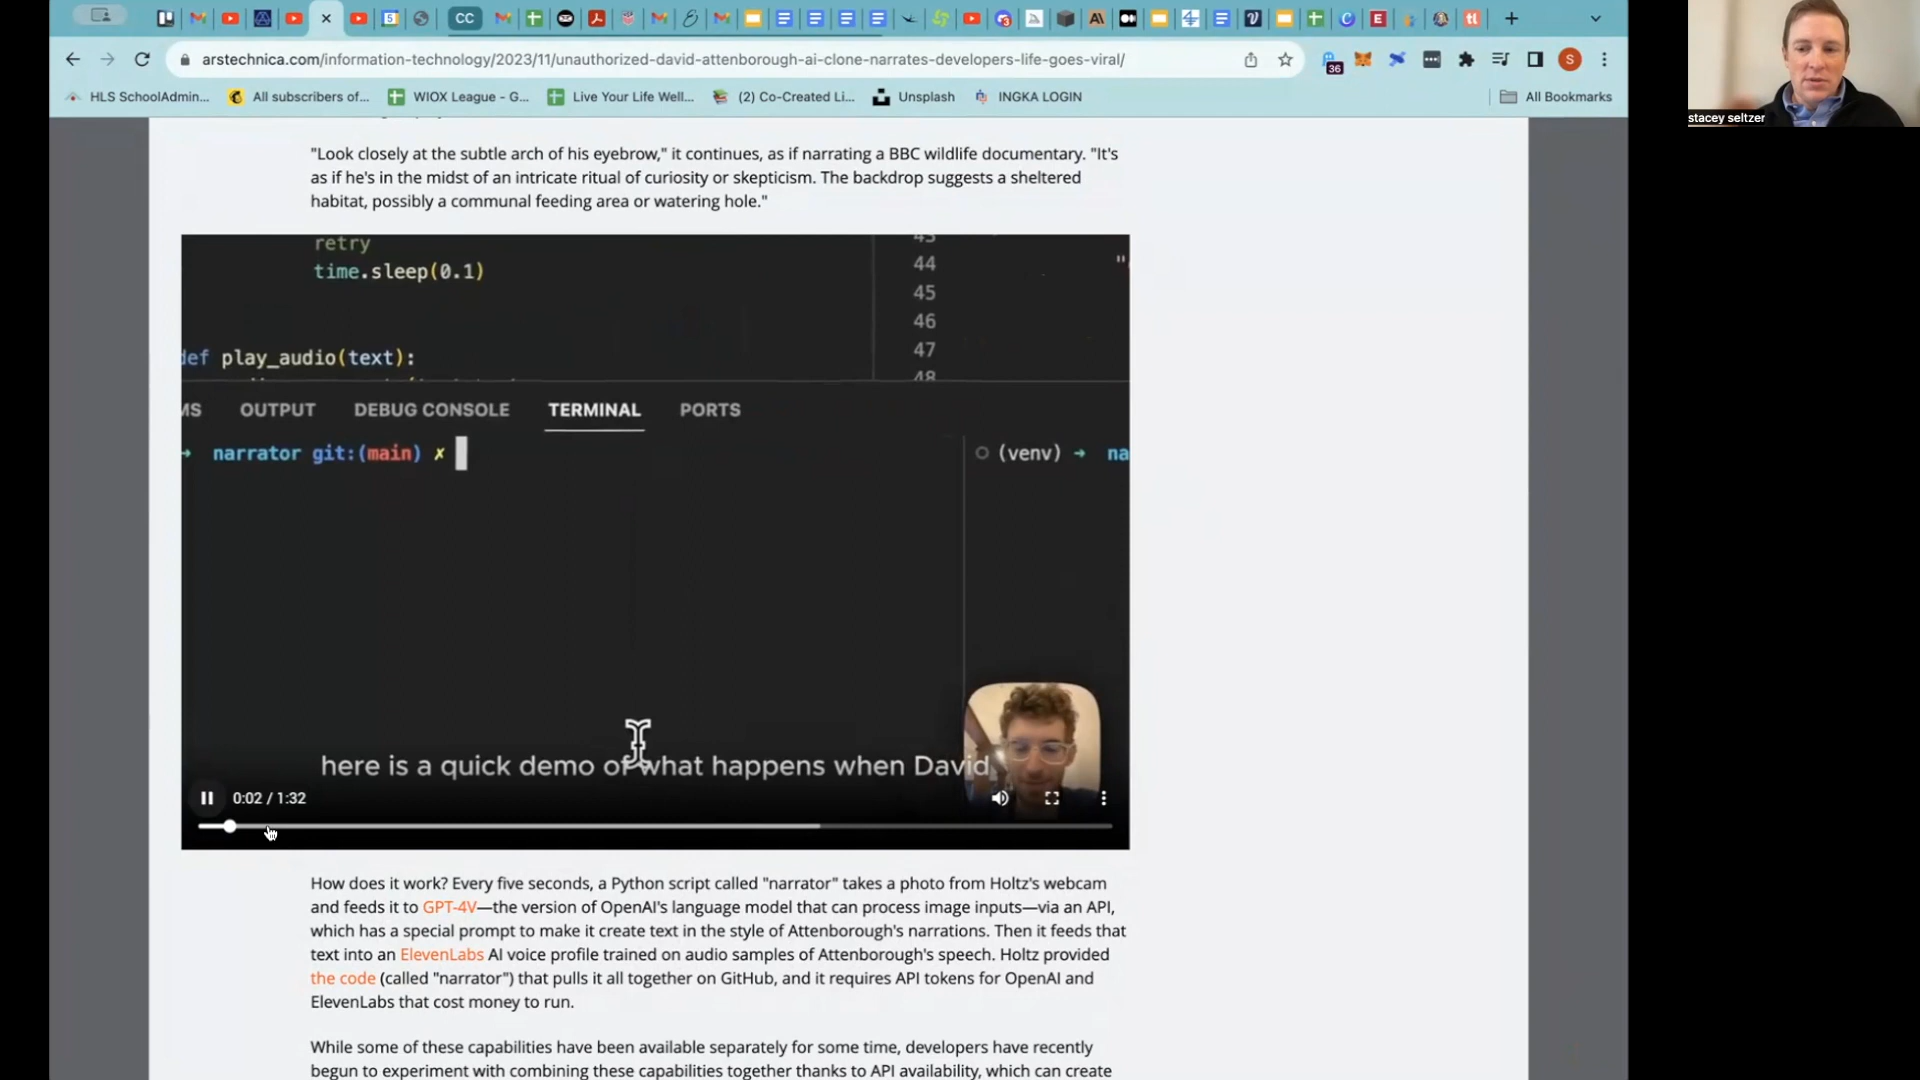 CC
5
3
tl
arstechnica.com/information-technology/2023/11/unauthorized-david-attenborough-ai-clone-narrates-developers-life-goes-viral/
36
S
HLS SchoolAdmin...
All subscribers of...
WIOX League - G...
Live Your Life Well...
(2) Co-Created Li...
Unsplash
INGKA LOGIN
All Bookmarks
stacey seltzer
"Look closely at the subtle arch of his eyebrow," it continues, as if narrating a BBC wildlife documentary. "It's
as if he's in the midst of an intricate ritual of curiosity or skepticism. The backdrop suggests a sheltered
habitat, possibly a communal feeding area or watering hole."
retry
time.sleep(0.1)
def play_audio(text):
43
44 "
45
46
47
48
MS OUTPUT DEBUG CONSOLE TERMINAL PORTS
→ narrator git:(main) ✗
(venv) → na
here is a quick demo of what happens when David
0:02 / 1:32
How does it work? Every five seconds, a Python script called "narrator" takes a photo from Holtz's webcam
and feeds it to GPT-4V—the version of OpenAI's language model that can process image inputs—via an API,
which has a special prompt to make it create text in the style of Attenborough's narrations. Then it feeds that
text into an ElevenLabs AI voice profile trained on audio samples of Attenborough's speech. Holtz provided
the code (called "narrator") that pulls it all together on GitHub, and it requires API tokens for OpenAI and
ElevenLabs that cost money to run.
While some of these capabilities have been available separately for some time, developers have recently
begun to experiment with combining these capabilities together thanks to API availability, which can create